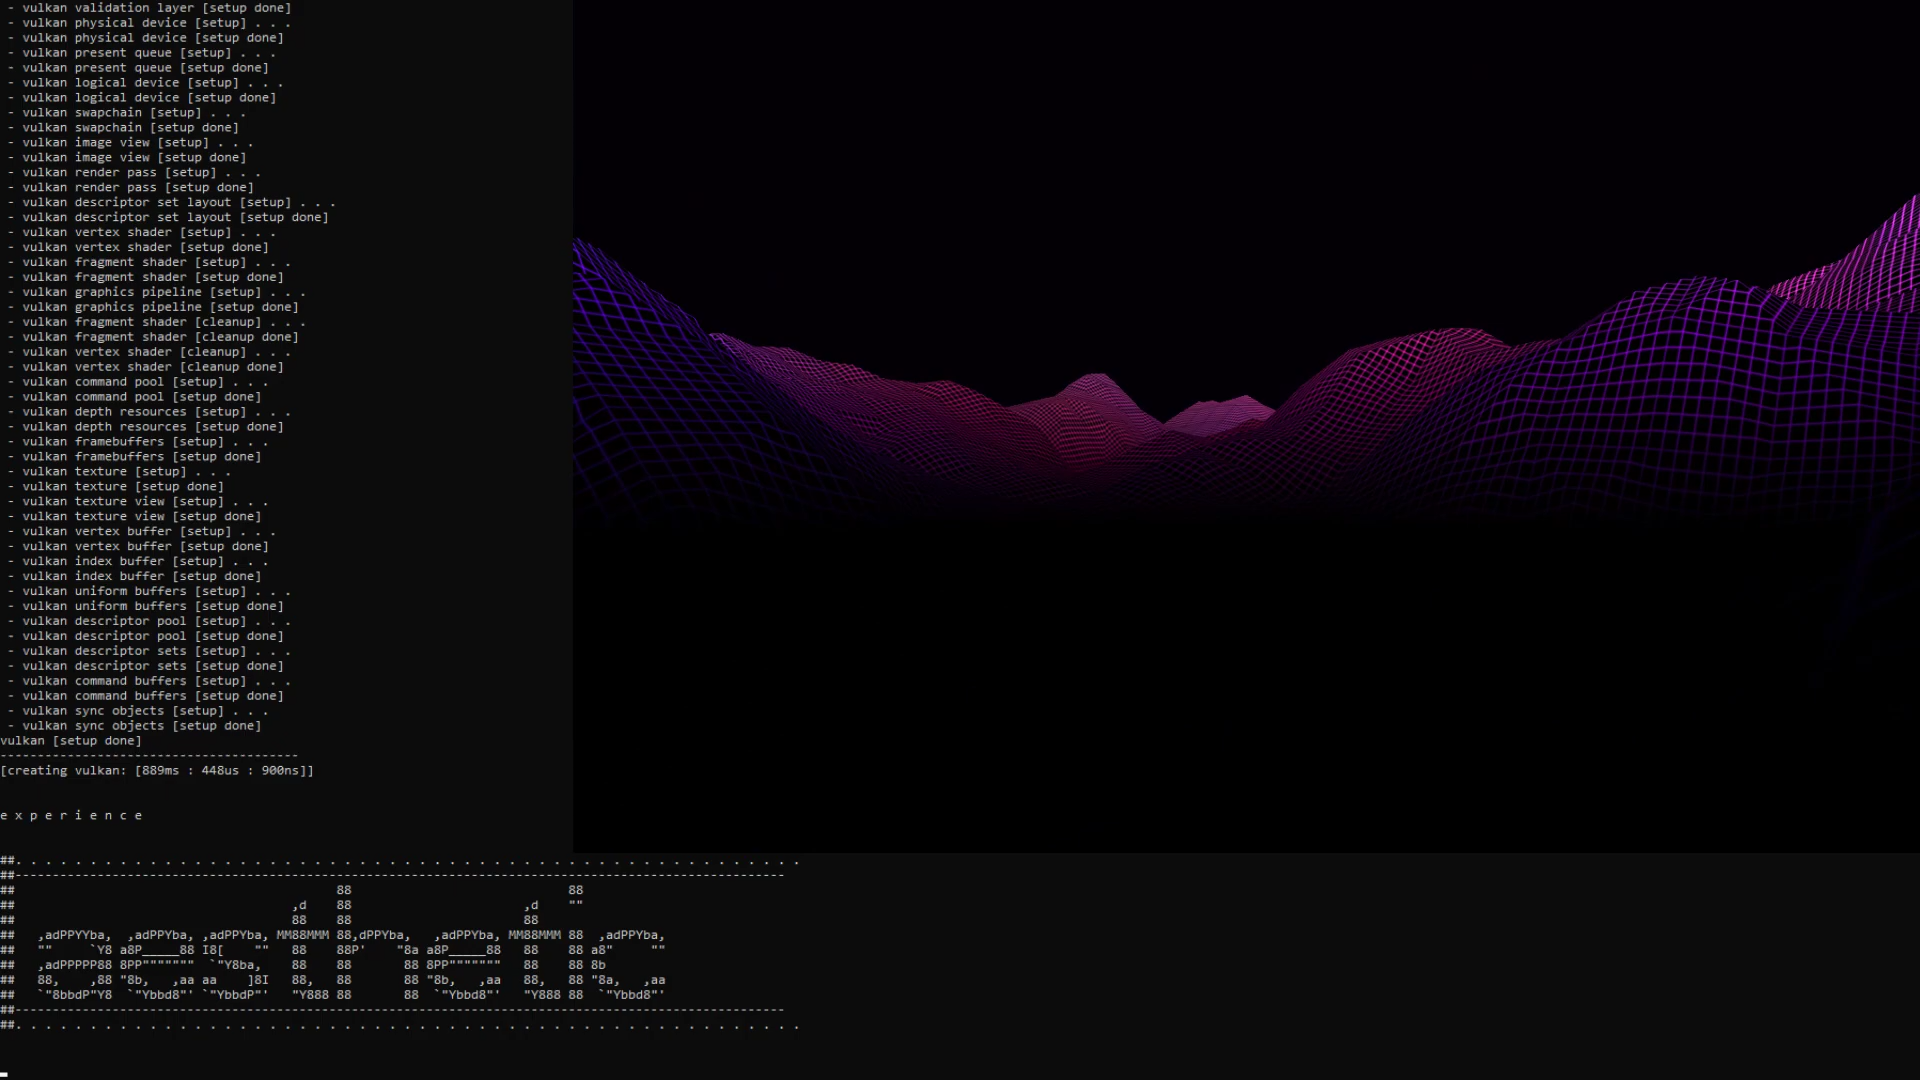 - vulkan validation layer [setup done]
- vulkan physical device [setup] . . .
- vulkan physical device [setup done]
- vulkan present queue [setup] . . .
- vulkan present queue [setup done]
- vulkan logical device [setup] . . .
- vulkan logical device [setup done]
- vulkan swapchain [setup] . . .
- vulkan swapchain [setup done]
- vulkan image view [setup] . . .
- vulkan image view [setup done]
- vulkan render pass [setup] . . .
- vulkan render pass [setup done]
- vulkan descriptor set layout [setup] . . .
- vulkan descriptor set layout [setup done]
- vulkan vertex shader [setup] . . .
- vulkan vertex shader [setup done]
- vulkan fragment shader [setup] . . .
- vulkan fragment shader [setup done]
- vulkan graphics pipeline [setup] . . .
- vulkan graphics pipeline [setup done]
- vulkan fragment shader [cleanup] . . .
- vulkan fragment shader [cleanup done]
- vulkan vertex shader [cleanup] . . .
- vulkan vertex shader [cleanup done]
- vulkan command pool [setup] . . .
- vulkan command pool [setup done]
- vulkan depth resources [setup] . . .
- vulkan depth resources [setup done]
- vulkan framebuffers [setup] . . .
- vulkan framebuffers [setup done]
- vulkan texture [setup] . . .
- vulkan texture [setup done]
- vulkan texture view [setup] . . .
- vulkan texture view [setup done]
- vulkan vertex buffer [setup] . . .
- vulkan vertex buffer [setup done]
- vulkan index buffer [setup] . . .
- vulkan index buffer [setup done]
- vulkan uniform buffers [setup] . . .
- vulkan uniform buffers [setup done]
- vulkan descriptor pool [setup] . . .
- vulkan descriptor pool [setup done]
- vulkan descriptor sets [setup] . . .
- vulkan descriptor sets [setup done]
- vulkan command buffers [setup] . . .
- vulkan command buffers [setup done]
- vulkan sync objects [setup] . . .
- vulkan sync objects [setup done]
vulkan [setup done]
----------------------------------------
[creating vulkan: [889ms : 448us : 900ns]]
e x p e r i e n c e
aesthetic